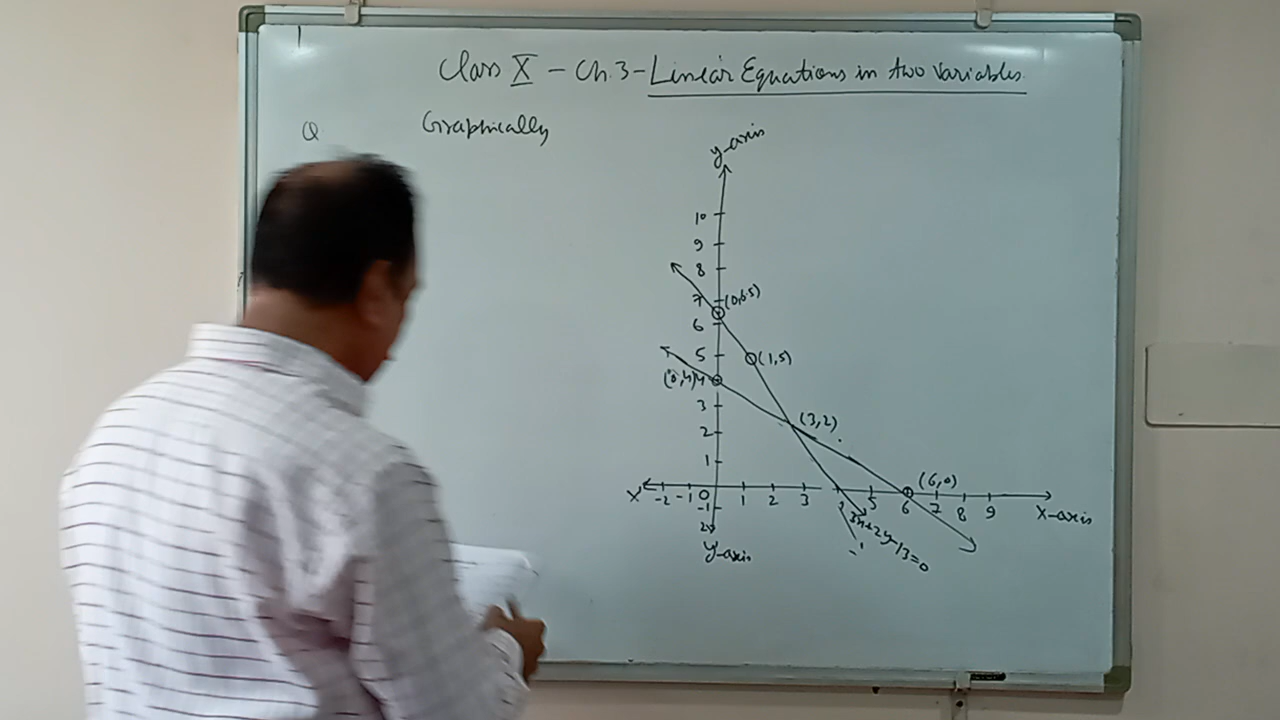 Class X - Ch. 3 - Linear Equations in two variables.
Q Graphically
y-axis
10
9
8
7 (0,6.5)
6
5 (1,5)
(0,4) 4
3 (3,2)
2
1 (6,0)
X' -2 -1 0 1 2 3 5 6 7 8 9 X-axis
-1
3x+2y-13=0
Y'-axis